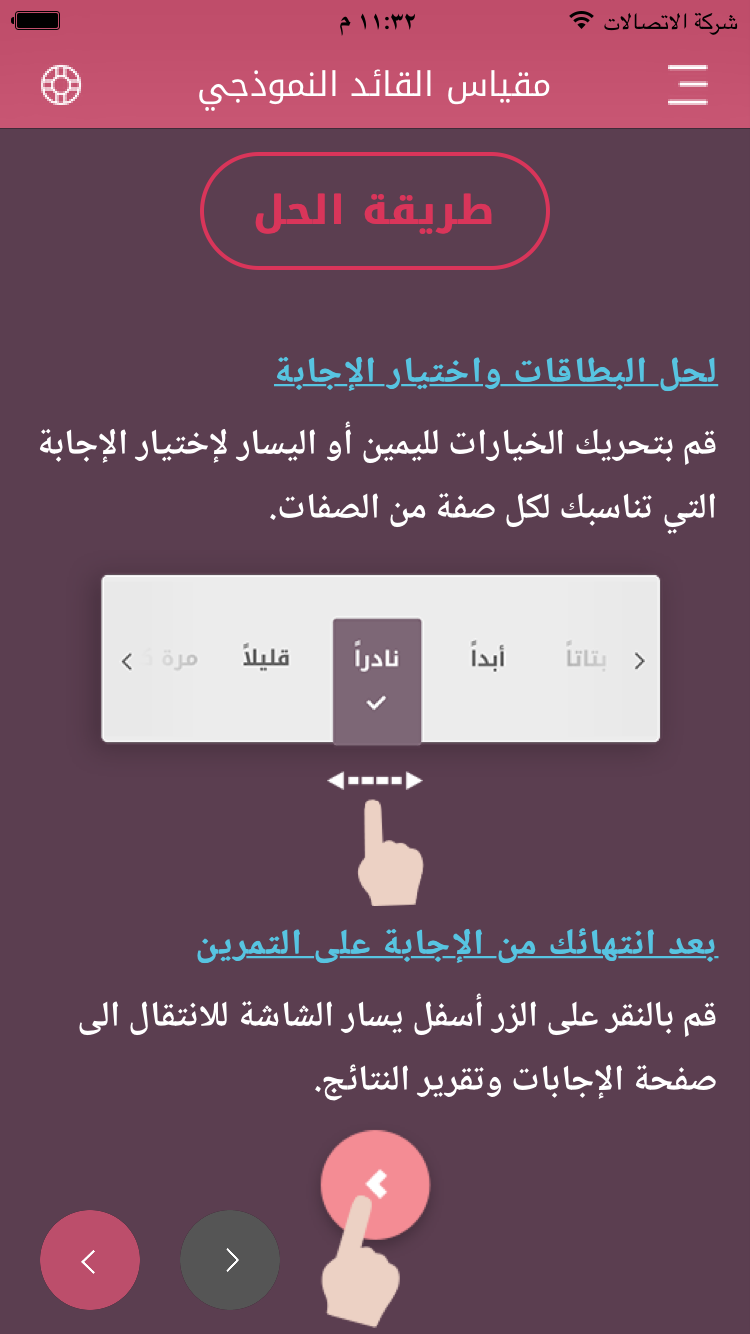 شركة الاتصالات ١١:٣٢ م
مقياس القائد النموذجي
طريقة الحل
لحل البطاقات واختيار الإجابة
قم بتحريك الخيارات لليمين أو اليسار لإختيار الإجابة
التي تناسبك لكل صفة من الصفات.
بتاتاً أبداً نادراً قليلاً مرة
بعد انتهائك من الإجابة على التمرين
قم بالنقر على الزر أسفل يسار الشاشة للانتقال الى
صفحة الإجابات وتقرير النتائج.